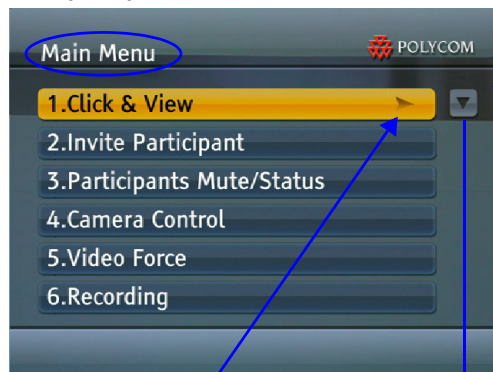 Main Menu
POLYCOM
1.Click & View
2.Invite Participant
3.Participants Mute/Status
4.Camera Control
5.Video Force
6.Recording